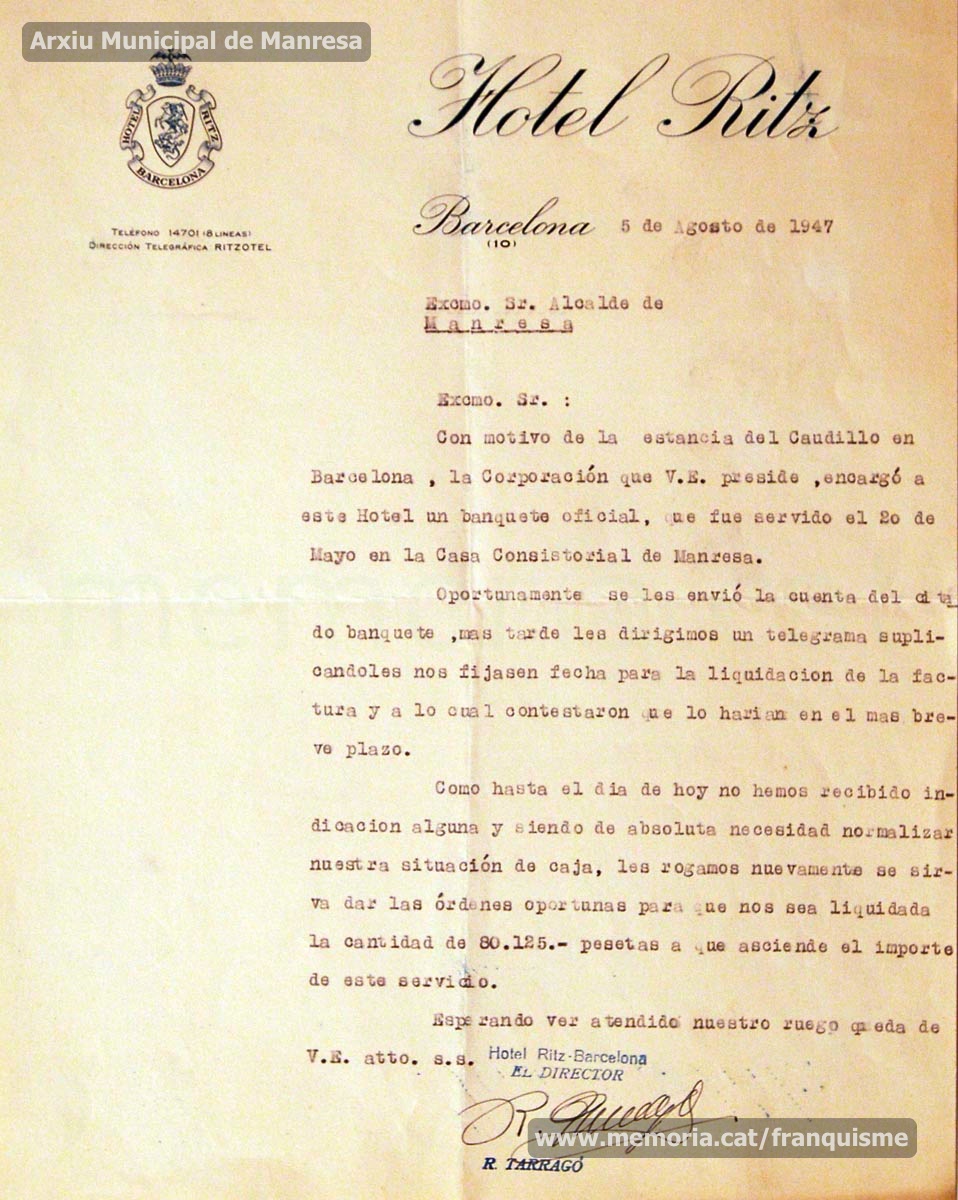 Arxiu Municipal de Manresa
HOTEL RITZ
BARCELONA
Hotel Ritz
TELÉFONO 14701 (8 LINEAS)
DIRECCIÓN TELEGRÁFICA RITZOTEL
Barcelona 5 de Agosto de 1947
(10)
Excmo. Sr. Alcalde de
M a n r e s a
Excmo. Sr. :
Con motivo de la estancia del Caudillo en
Barcelona , la Corporación que V.E. preside ,encargó a
este Hotel un banquete oficial, que fue servido el 20 de
Mayo en la Casa Consistorial de Manresa.
Oportunamente se les envió la cuenta del cita
do banquete ,mas tarde les dirigimos un telegrama supli-
candoles nos fijasen fecha para la liquidacion de la fac-
tura y a lo cual contestaron que lo harian en el mas bre-
ve plazo.
Como hasta el dia de hoy no hemos recibido in-
dicacion alguna y siendo de absoluta necesidad normalizar
nuestra situación de caja, les rogamos nuevamente se sir-
va dar las órdenes oportunas para que nos sea liquidada
la cantidad de 80.125.- pesetas a que asciende el importe
de este servicio.
Esperando ver atendido nuestro ruego queda de
V.E. atto. s.s. Hotel Ritz-Barcelona
EL DIRECTOR
www.memoria.cat/franquisme
R. TARRAGÓ